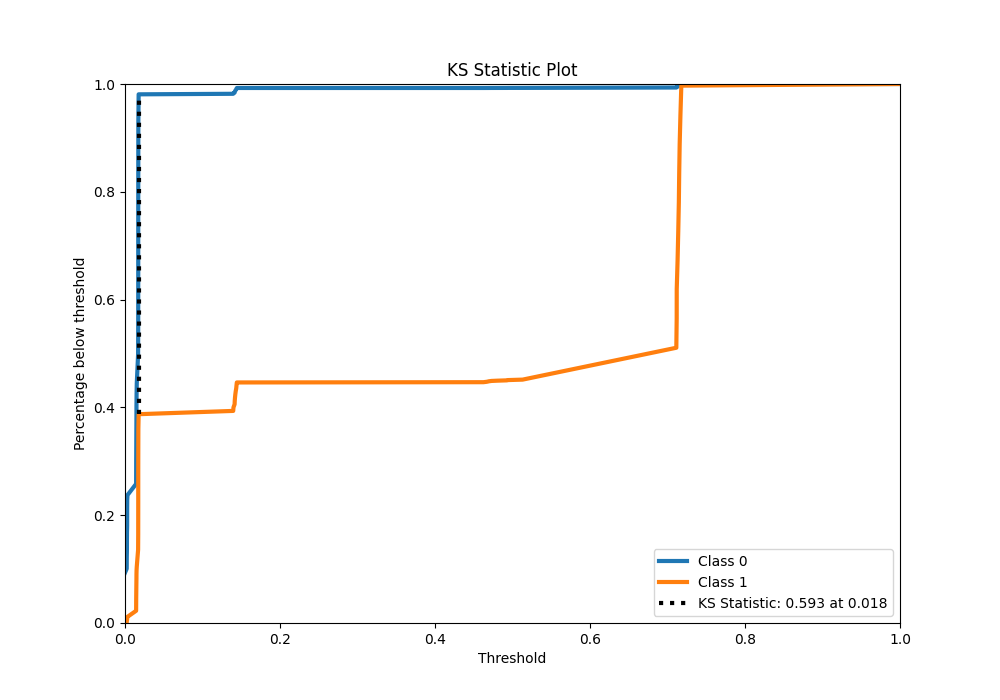 KS Statistic Plot
1.0
0.8
0.6
0.4
0.2
0.0
Percentage below threshold
0.0 0.2 0.4 0.6 0.8 1.0
Threshold
Class 0
Class 1
KS Statistic: 0.593 at 0.018